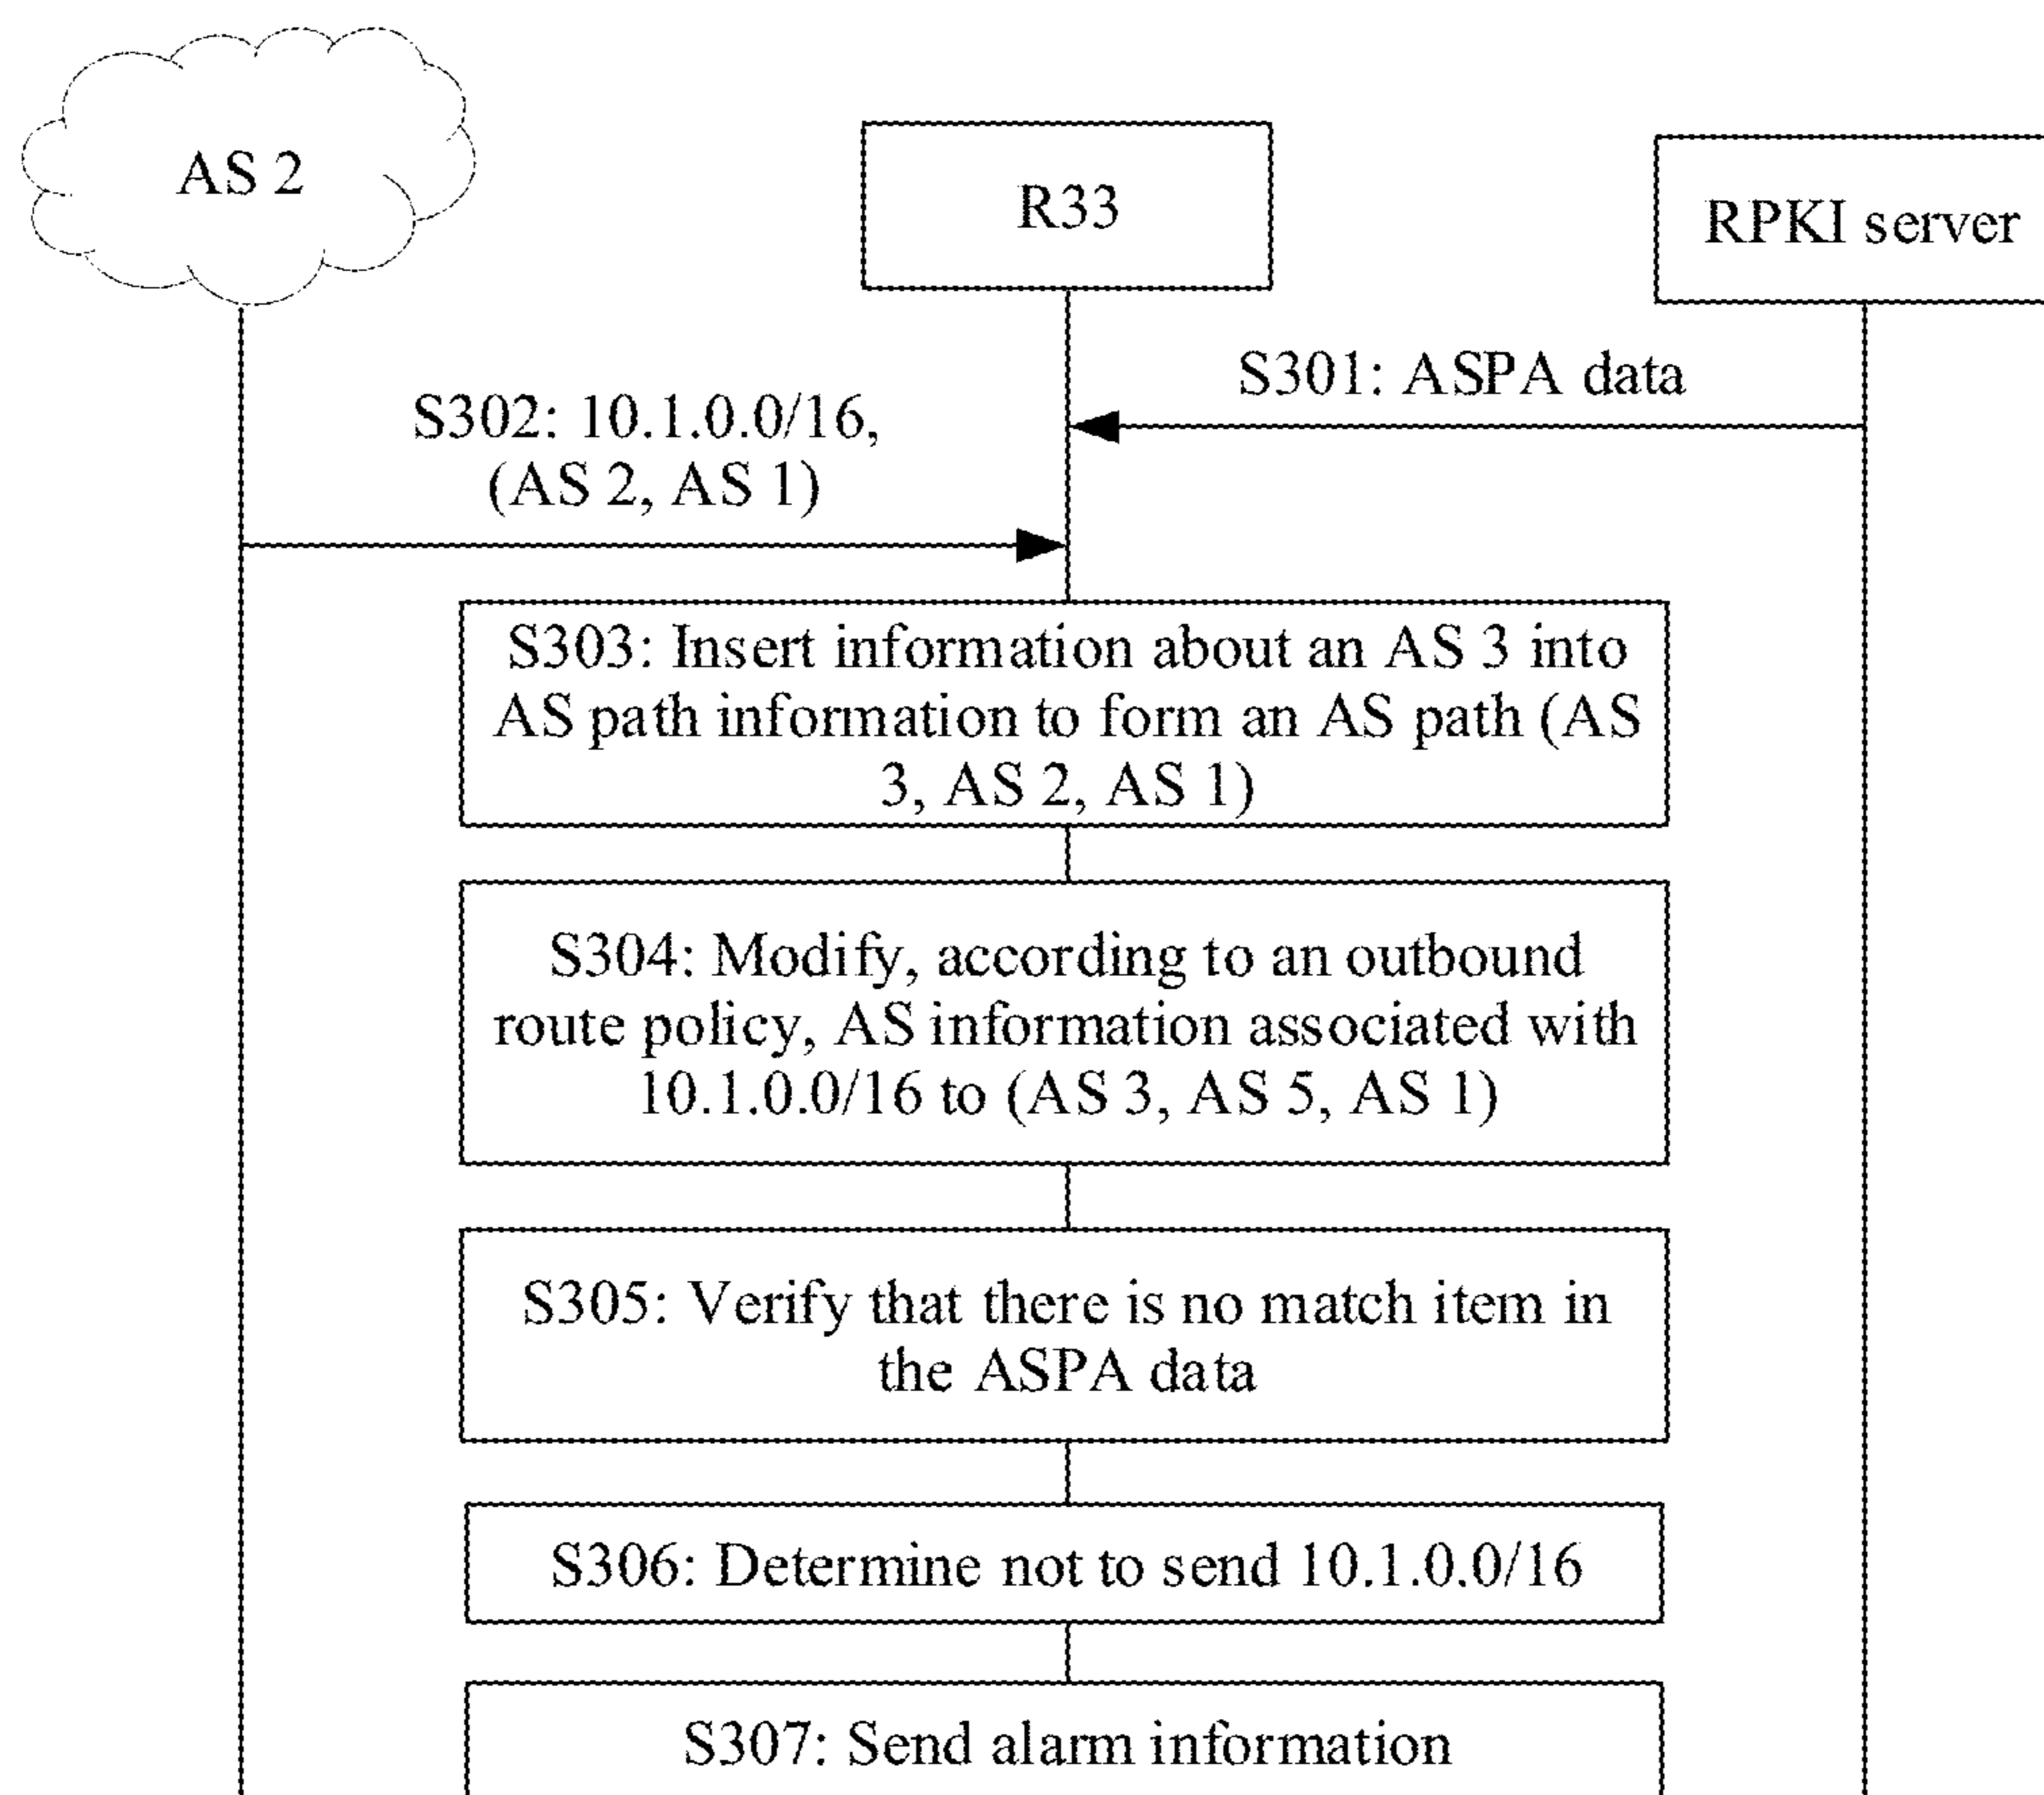 AS 2
R33
RPKI server
S301: ASPA data
S302: 10.1.0.0/16,
(AS 2, AS 1)
S303: Insert information about an AS 3 into
AS path information to form an AS path (AS
3, AS 2, AS 1)
S304: Modify, according to an outbound
route policy, AS information associated with
10.1.0.0/16 to (AS 3, AS 5, AS 1)
S305: Verify that there is no match item in
the ASPA data
S306: Determine not to send 10.1.0.0/16
S307: Send alarm information